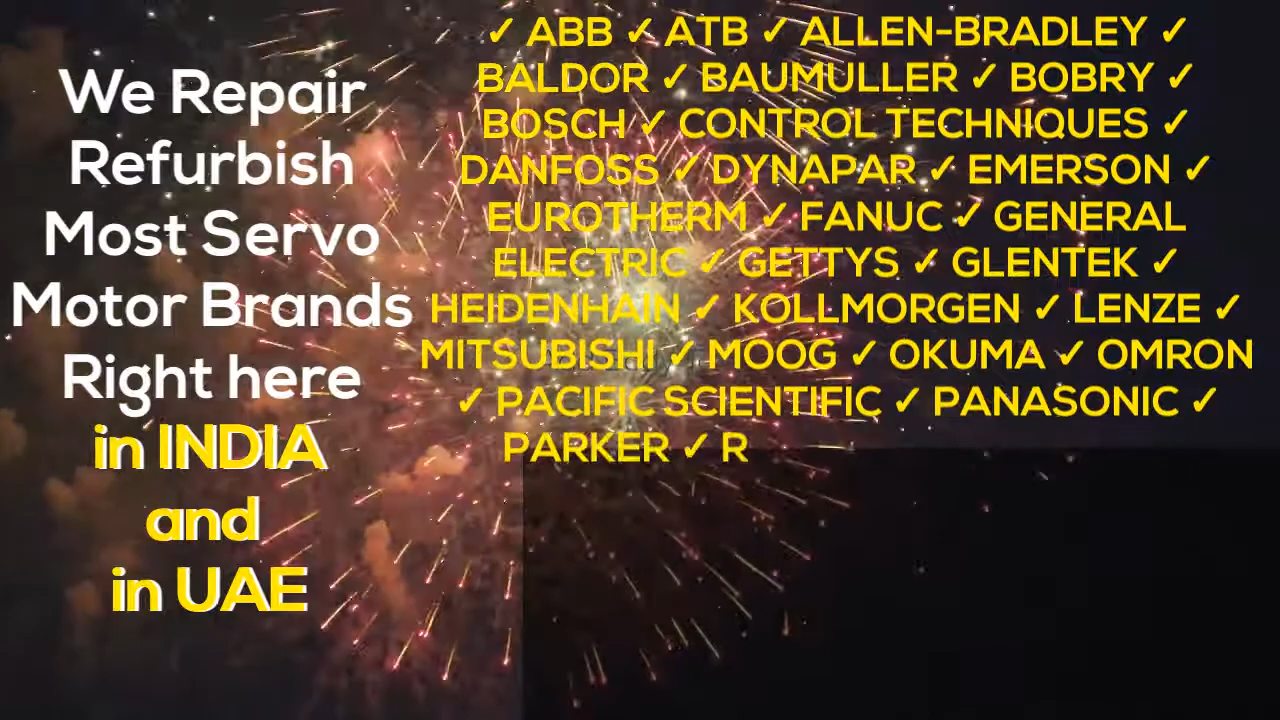 We Repair
Refurbish
Most Servo
Motor Brands
Right here
in INDIA
and
in UAE
✓ ABB ✓ ATB ✓ ALLEN-BRADLEY ✓
BALDOR ✓ BAUMULLER ✓ BOBRY ✓
BOSCH ✓ CONTROL TECHNIQUES ✓
DANFOSS ✓ DYNAPAR ✓ EMERSON ✓
EUROTHERM ✓ FANUC ✓ GENERAL
ELECTRIC ✓ GETTYS ✓ GLENTEK ✓
HEIDENHAIN ✓ KOLLMORGEN ✓ LENZE ✓
MITSUBISHI ✓ MOOG ✓ OKUMA ✓ OMRON
✓ PACIFIC SCIENTIFIC ✓ PANASONIC ✓
PARKER ✓ R